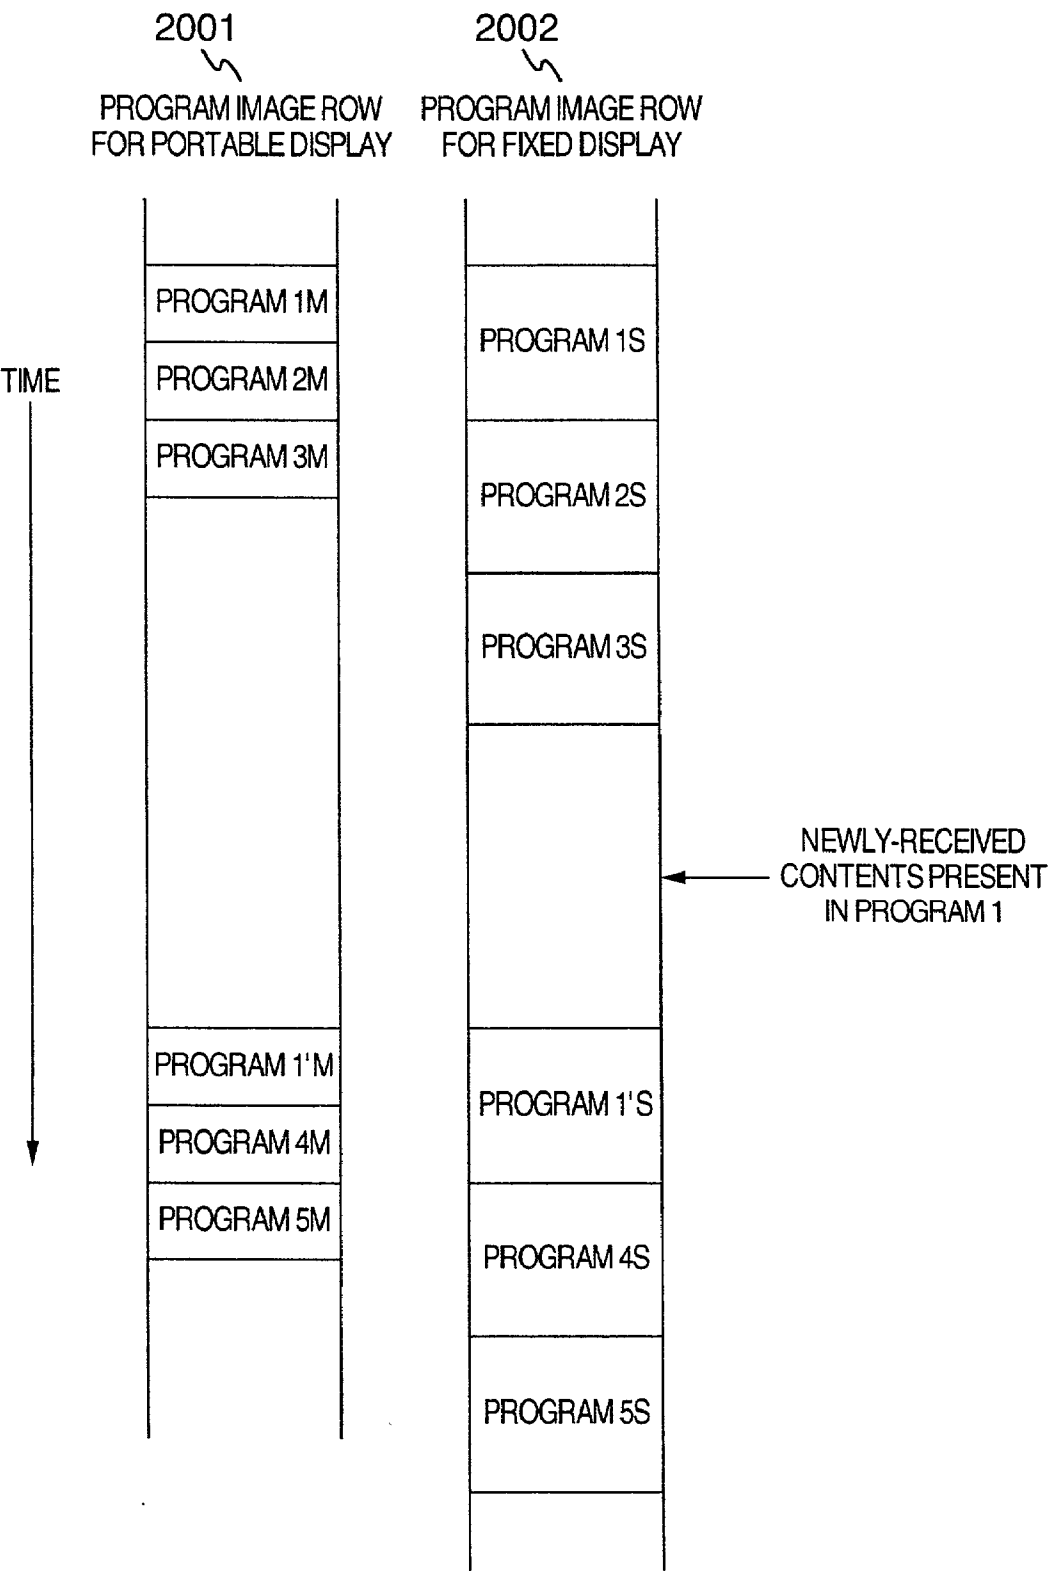 2001
PROGRAM IMAGE ROW
FOR PORTABLE DISPLAY
2002
PROGRAM IMAGE ROW
FOR FIXED DISPLAY
TIME
PROGRAM 1M
PROGRAM 2M
PROGRAM 3M
PROGRAM 1'M
PROGRAM 4M
PROGRAM 5M
PROGRAM 1S
PROGRAM 2S
PROGRAM 3S
PROGRAM 1'S
PROGRAM 4S
PROGRAM 5S
NEWLY-RECEIVED
CONTENTS PRESENT
IN PROGRAM 1